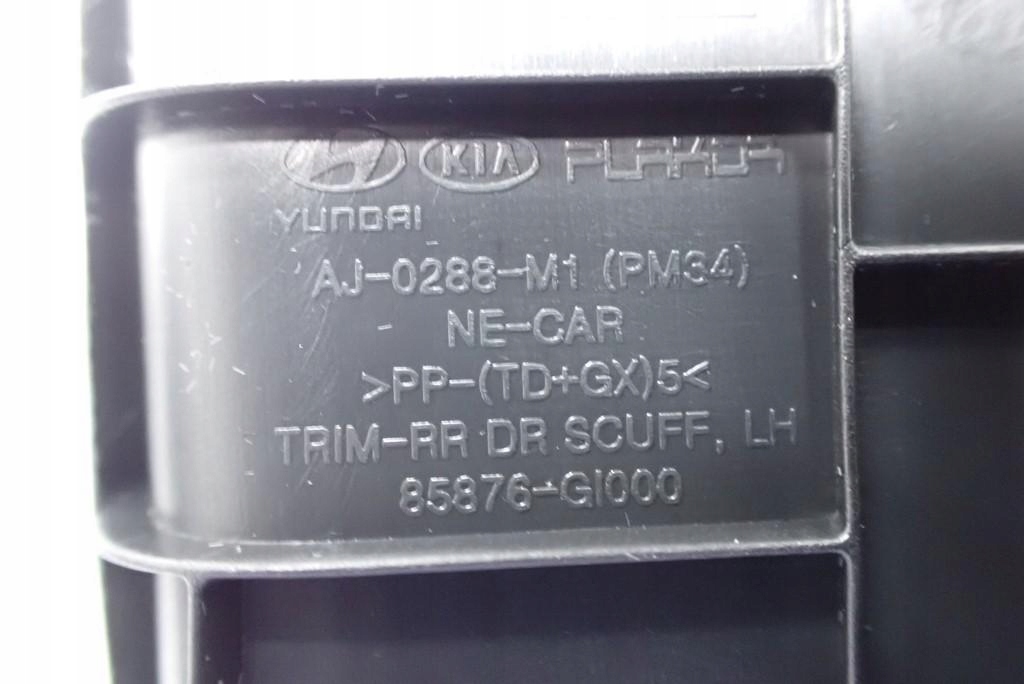 KIA PLAKOR
YUNDAI
AJ-0288-M1 (PM34)
NE-CAR
>PP-(TD+GX)5<
TRIM-RR DR SCUFF, LH
85876-GI000